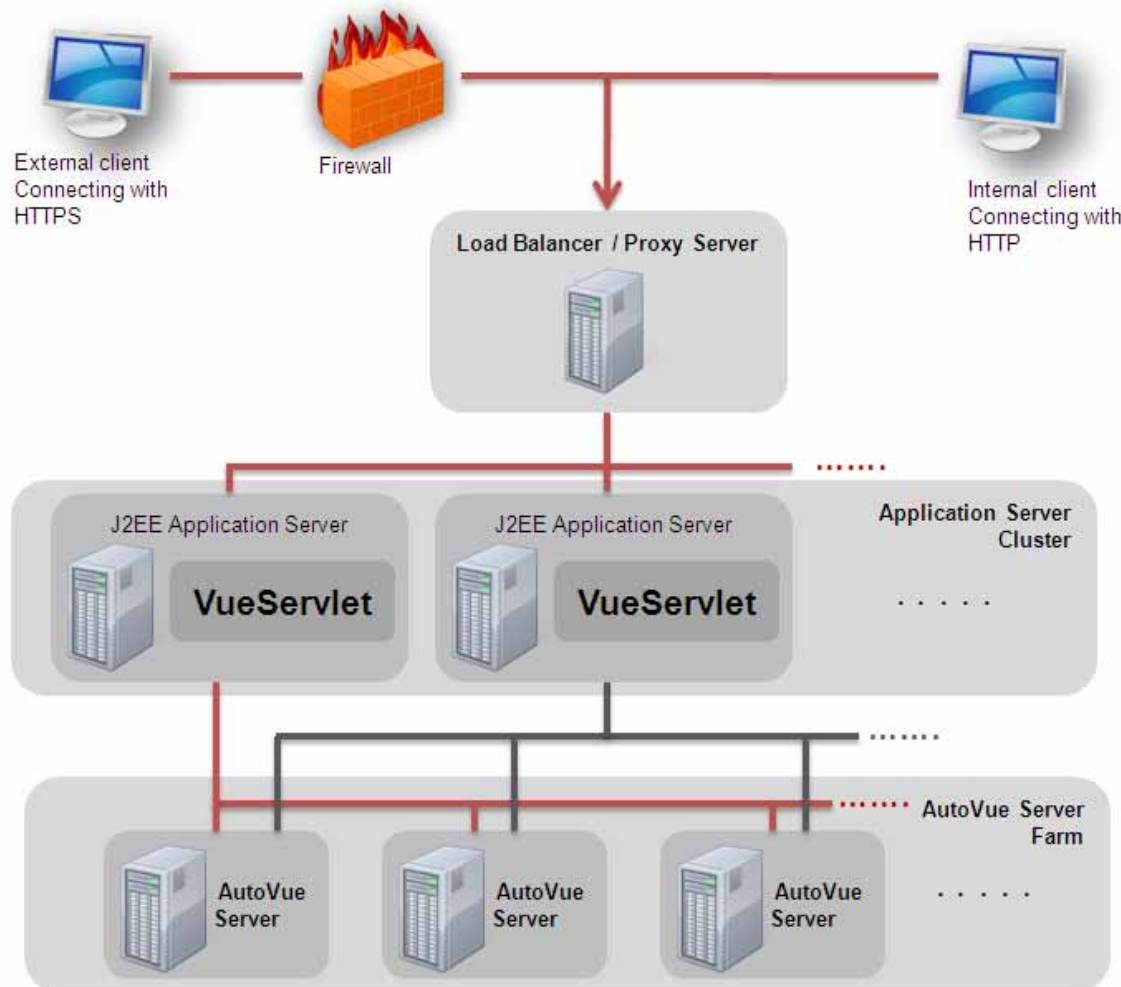 External client
Connecting with
HTTPS
Firewall
Internal client
Connecting with
HTTP
Load Balancer / Proxy Server
J2EE Application Server
VueServlet
J2EE Application Server
VueServlet
Application Server
Cluster
AutoVue Server
Farm
AutoVue
Server
AutoVue
Server
AutoVue
Server